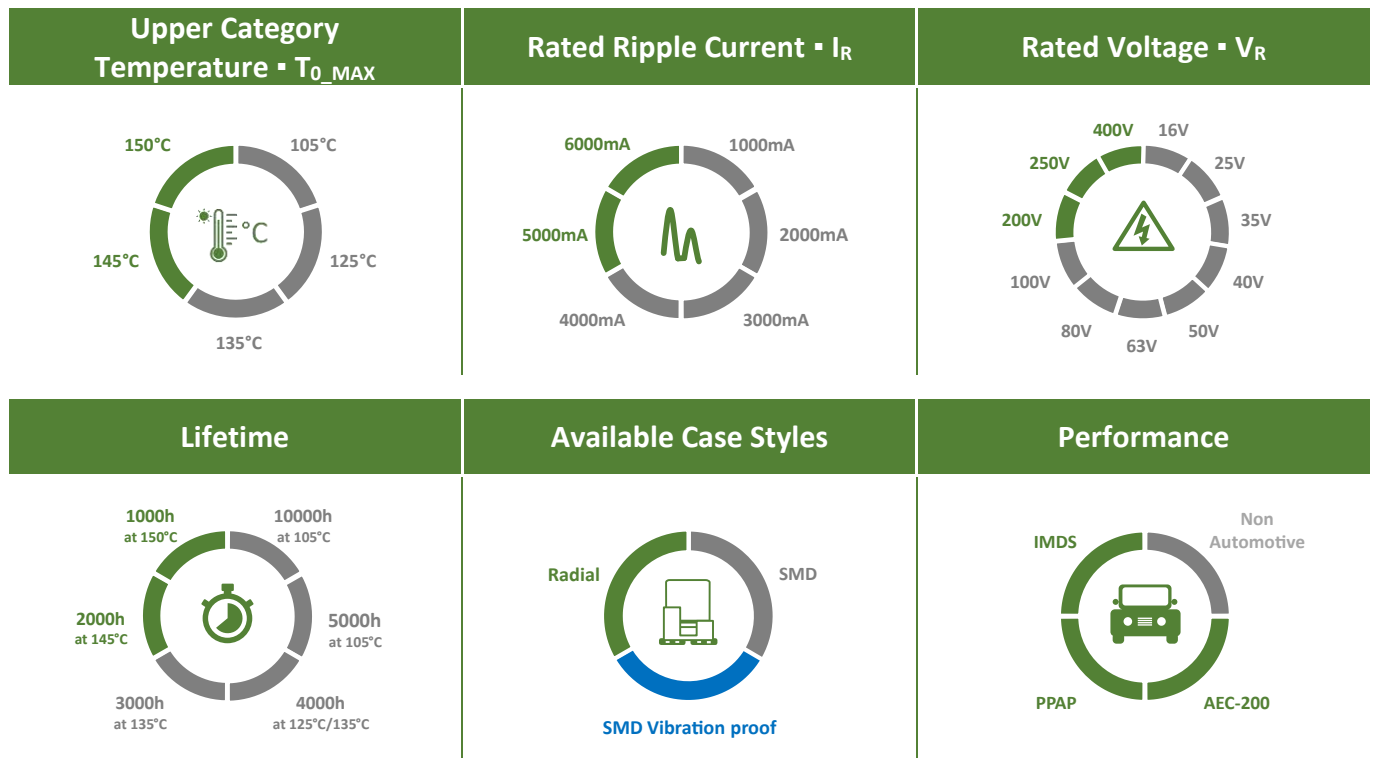 Upper Category
Temperature ▪ T0_MAX
Rated Ripple Current ▪ IR
Rated Voltage ▪ VR
150°C
105°C
145°C
125°C
135°C
°C
6000mA
1000mA
5000mA
2000mA
4000mA
3000mA
400V
16V
250V
25V
200V
35V
100V
40V
80V
50V
63V
Lifetime
Available Case Styles
Performance
1000h
at 150°C
10000h
at 105°C
2000h
at 145°C
5000h
at 105°C
3000h
at 135°C
4000h
at 125°C/135°C
Radial
SMD
SMD Vibration proof
IMDS
Non
Automotive
PPAP
AEC-200